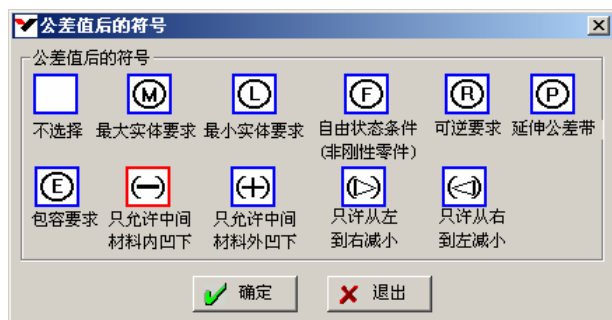 公差值后的符号
公差值后的符号
M L F R P
不选择 最大实体要求 最小实体要求 自由状态条件 可逆要求 延伸公差带
(非刚性零件)
E (—) (+) (▷) (◁)
包容要求 只允许中间 只允许中间 只许从左 只许从右
材料内凹下 材料外凹下 到右减小 到左减小
确定 退出